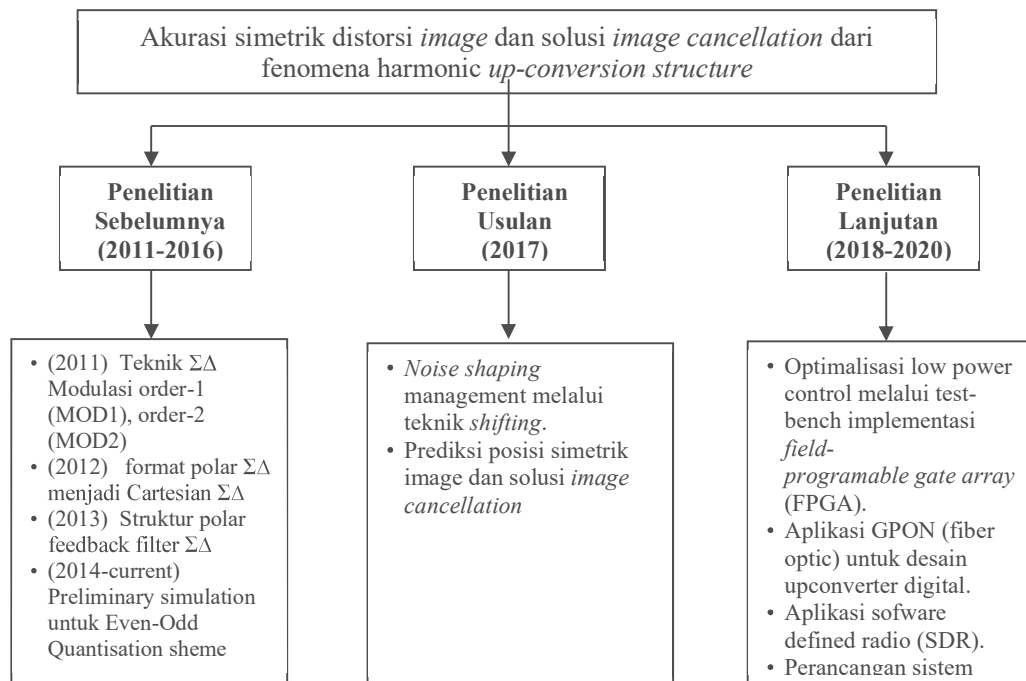 Akurasi simetrik distorsi image dan solusi image cancellation dari
fenomena harmonic up-conversion structure
Penelitian
Sebelumnya
(2011-2016)
Penelitian
Usulan
(2017)
Penelitian
Lanjutan
(2018-2020)
• (2011) Teknik ΣΔ
Modulasi order-1
(MOD1), order-2
(MOD2)
• (2012) format polar ΣΔ
menjadi Cartesian ΣΔ
• (2013) Struktur polar
feedback filter ΣΔ
• (2014-current)
Preliminary simulation
untuk Even-Odd
Quantisation sheme
• Noise shaping
management melalui
teknik shifting.
• Prediksi posisi simetrik
image dan solusi image
cancellation
• Optimalisasi low power
control melalui test-
bench implementasi
field-
programable gate array
(FPGA).
• Aplikasi GPON (fiber
optic) untuk desain
upconverter digital.
• Aplikasi sofware
defined radio (SDR).
• Perancangan sistem